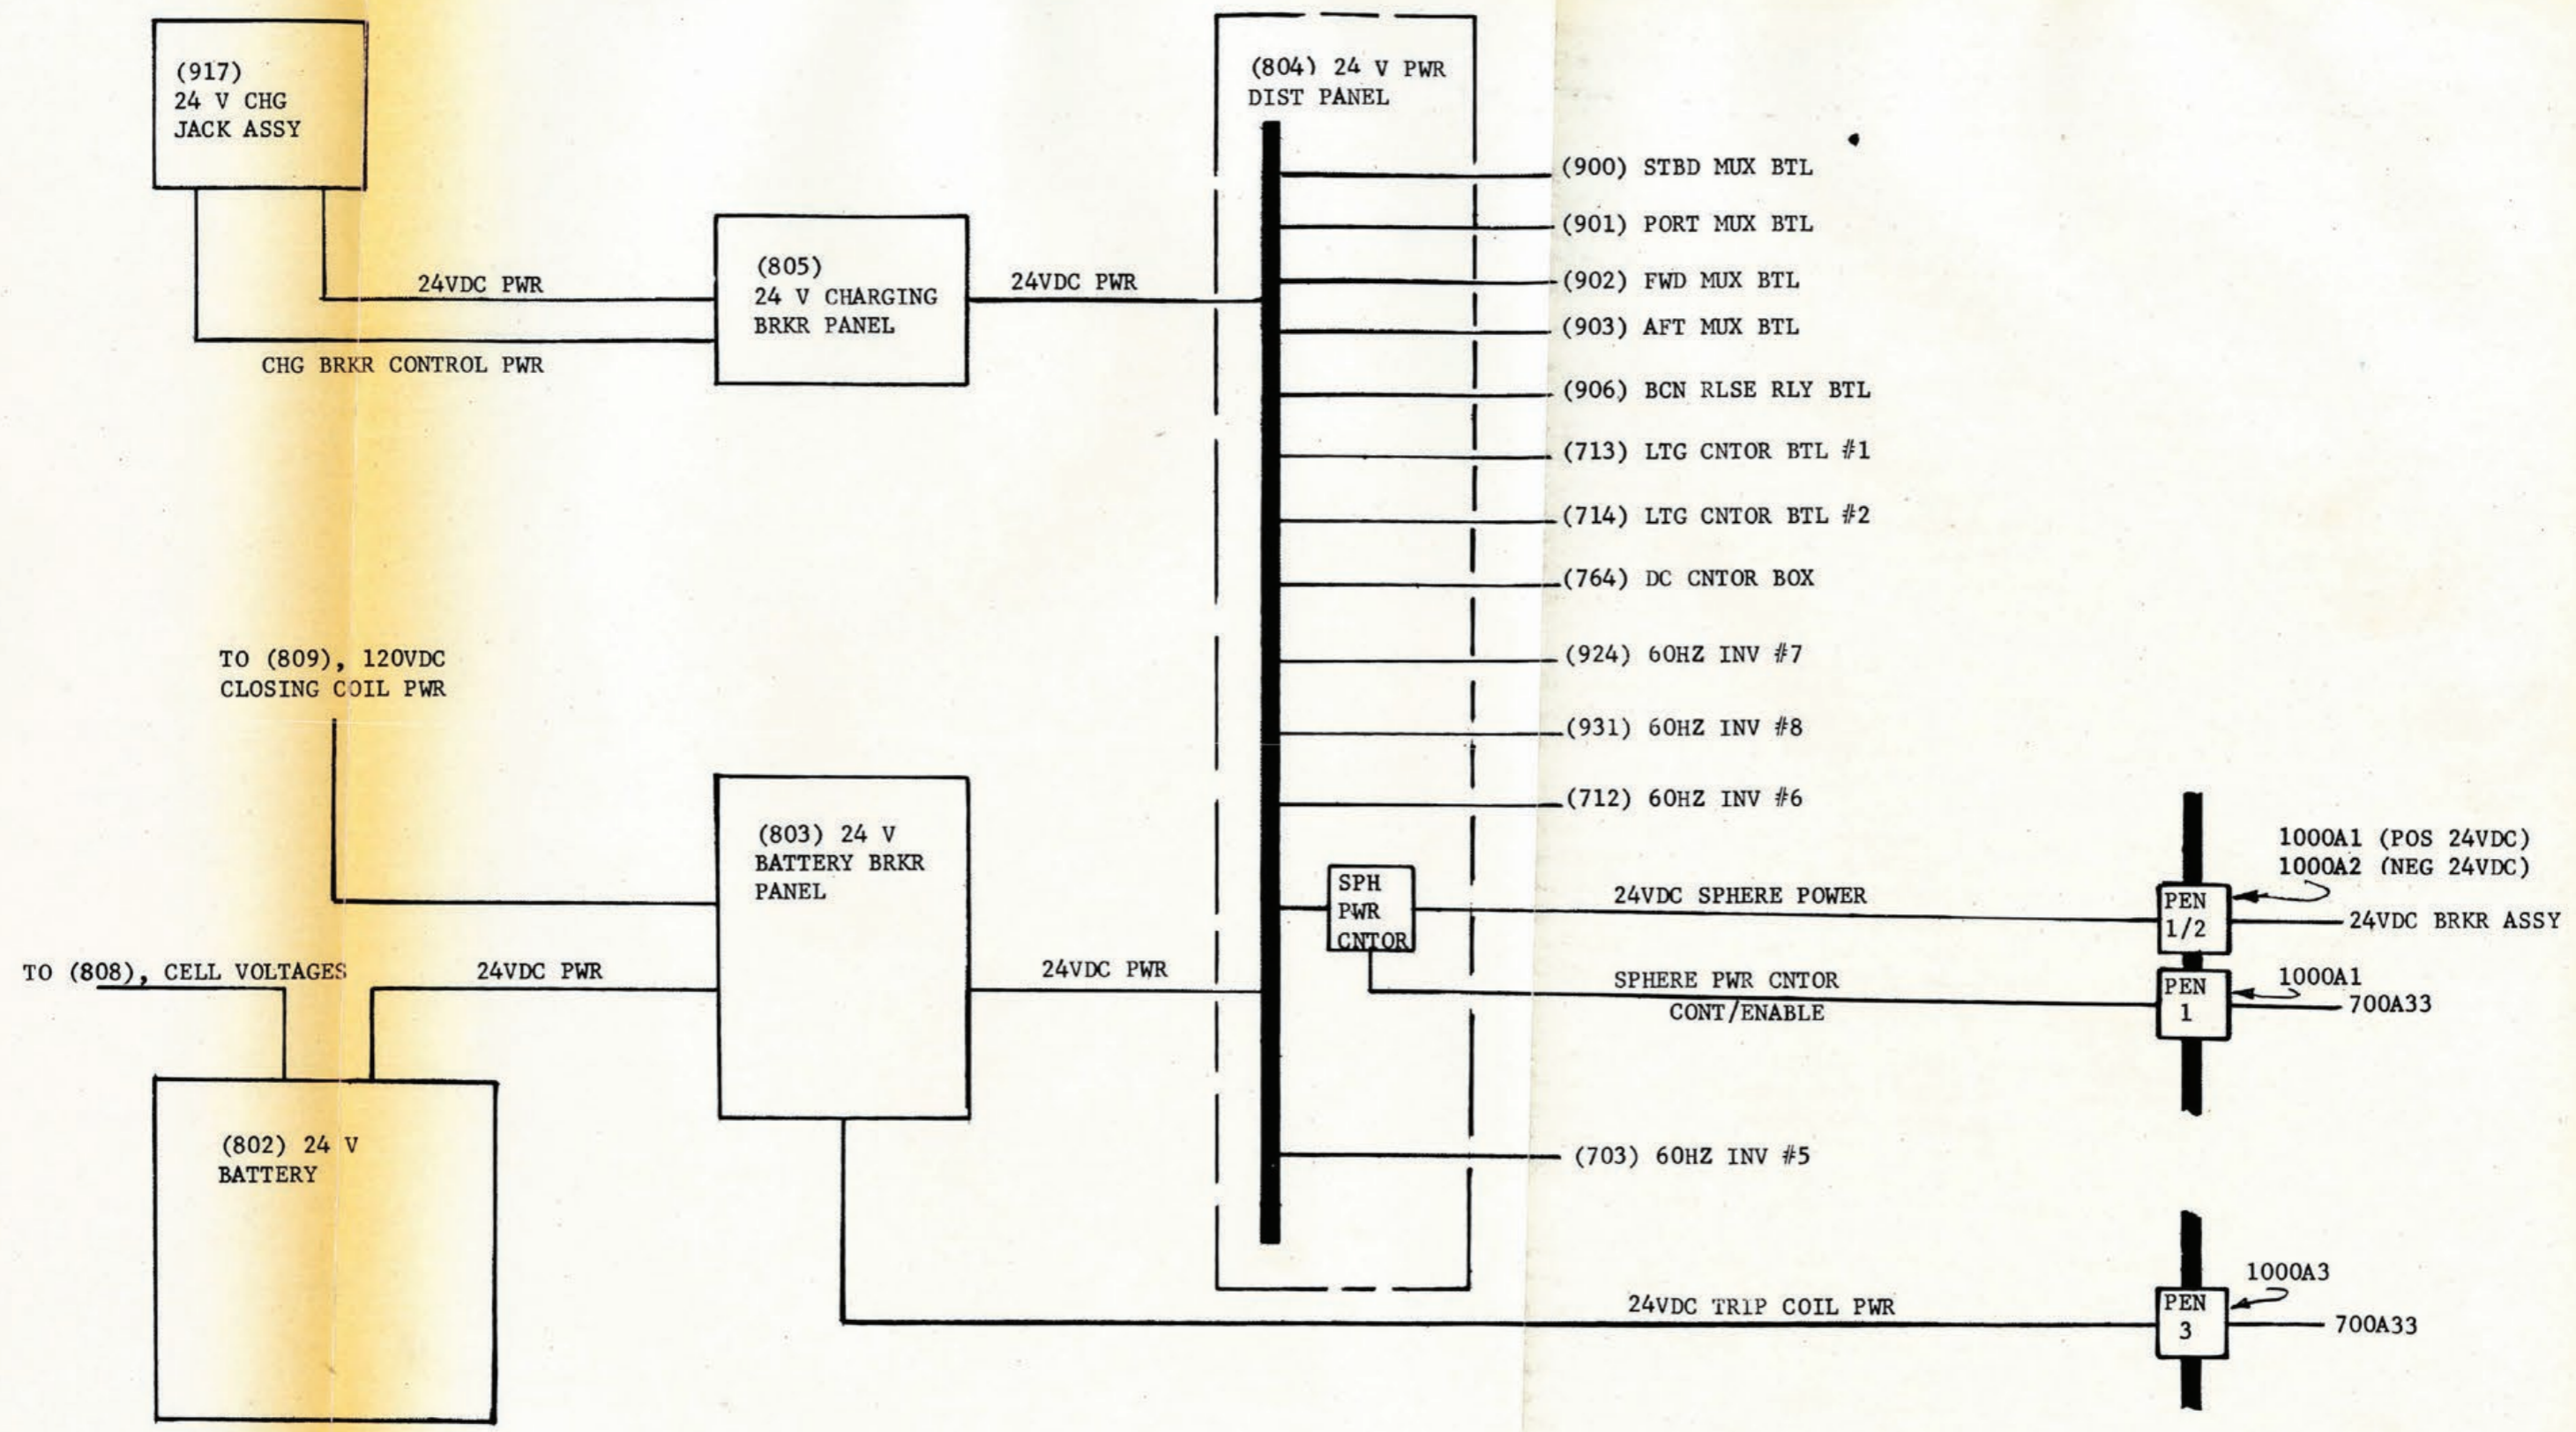 (917)
24 V CHG
JACK ASSY
24VDC PWR
CHG BRKR CONTROL PWR
(805)
24 V CHARGING
BRKR PANEL
24VDC PWR
(804) 24 V PWR
DIST PANEL
(900) STBD MUX BTL
(901) PORT MUX BTL
(902) FWD MUX BTL
(903) AFT MUX BTL
(906) BCN RLSE RLY BTL
(713) LTG CNTOR BTL #1
(714) LTG CNTOR BTL #2
(764) DC CNTOR BOX
(924) 60HZ INV #7
(931) 60HZ INV #8
(712) 60HZ INV #6
TO (809), 120VDC
CLOSING COIL PWR
(803) 24 V
BATTERY BRKR
PANEL
TO (808), CELL VOLTAGES
24VDC PWR
24VDC PWR
(802) 24 V
BATTERY
SPH
PWR
CNTOR
24VDC SPHERE POWER
SPHERE PWR CNTOR
CONT/ENABLE
PEN
1/2
1000A1 (POS 24VDC)
1000A2 (NEG 24VDC)
24VDC BRKR ASSY
PEN
1
1000A1
700A33
(703) 60HZ INV #5
24VDC TRIP COIL PWR
PEN
3
1000A3
700A33